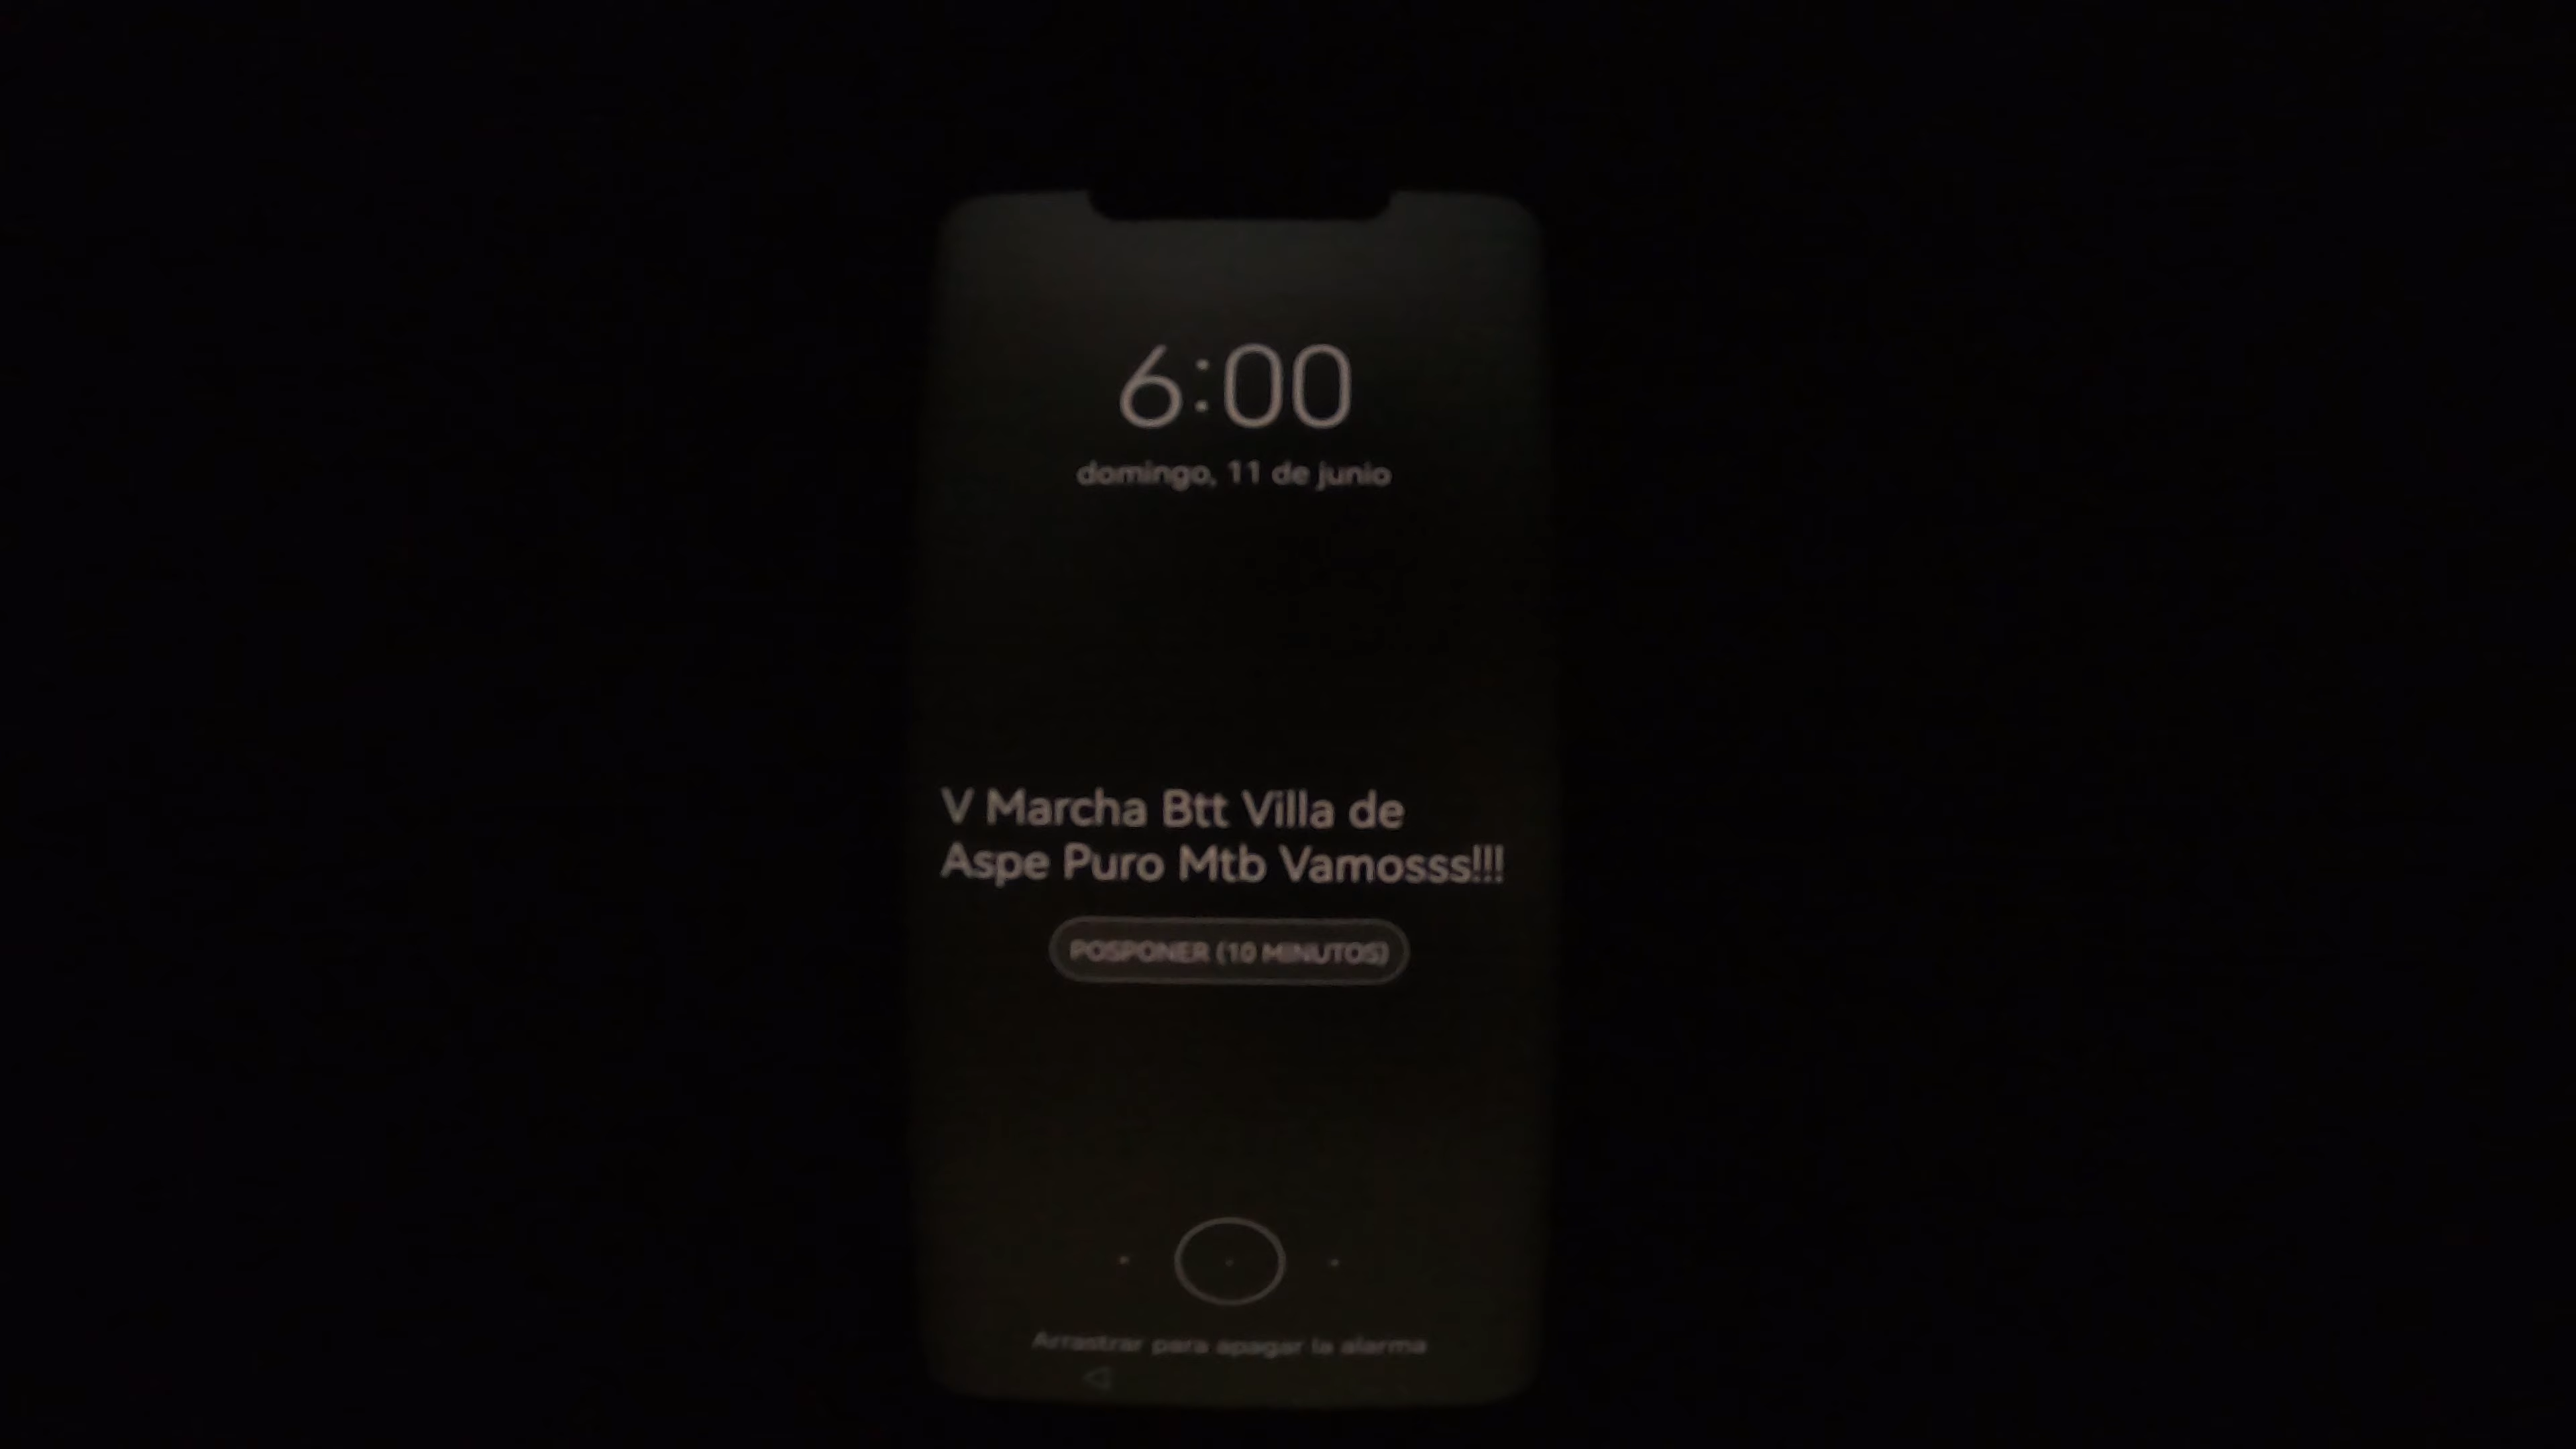 6:00
domingo, 11 de junio
V Marcha Btt Villa de
Aspe Puro Mtb Vamosss!!!
POSPONER (10 MINUTOS)
Arrastrar para apagar la alarma